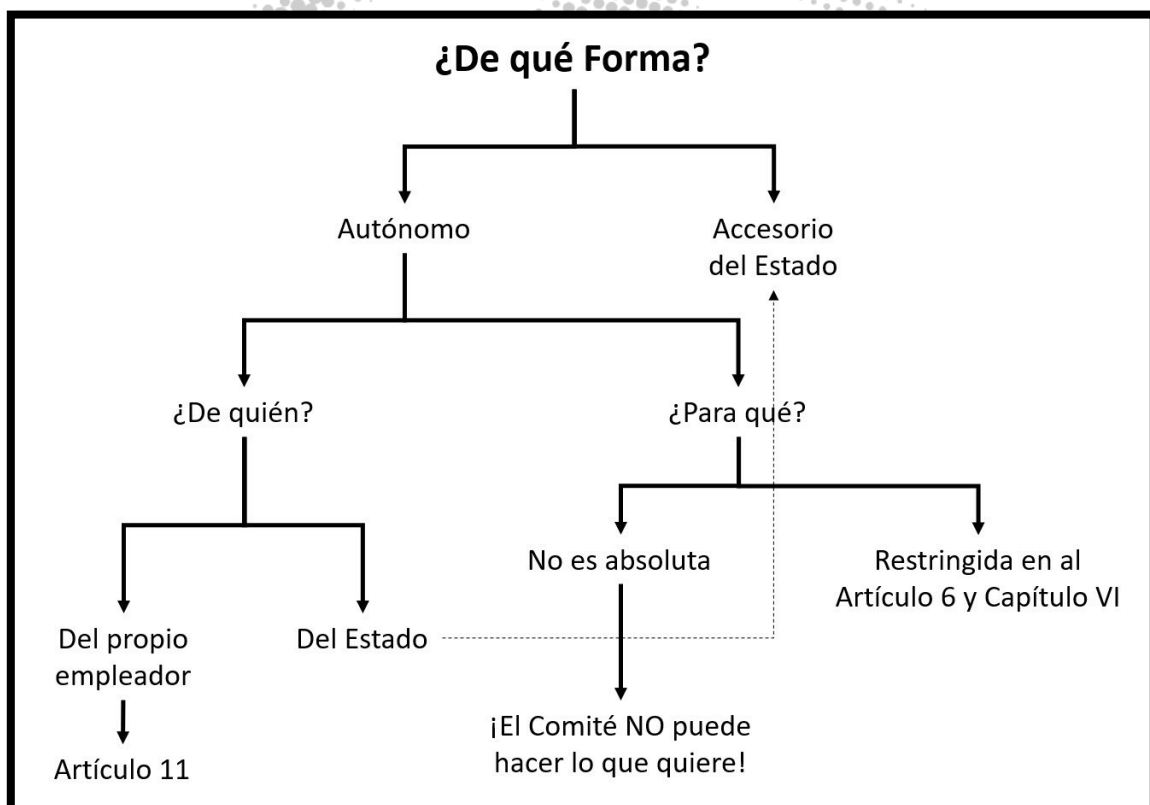 ¿De qué Forma?
Autónomo
Accesorio
del Estado
¿De quién?
¿Para qué?
No es absoluta
Restringida en al
Artículo 6 y Capítulo VI
Del propio
empleador
Del Estado
¡El Comité NO puede
hacer lo que quiere!
Artículo 11